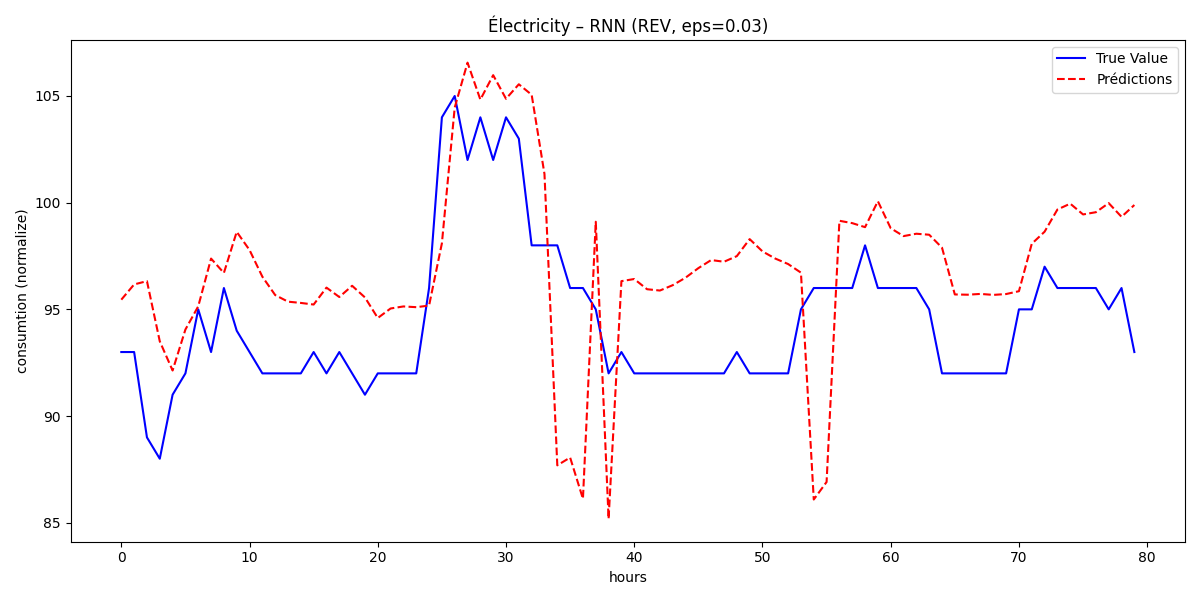 Électricity – RNN (REV, eps=0.03)
True Value
Prédictions
consumtion (normalize)
105
100
95
90
85
0 10 20 30 40 50 60 70 80
hours